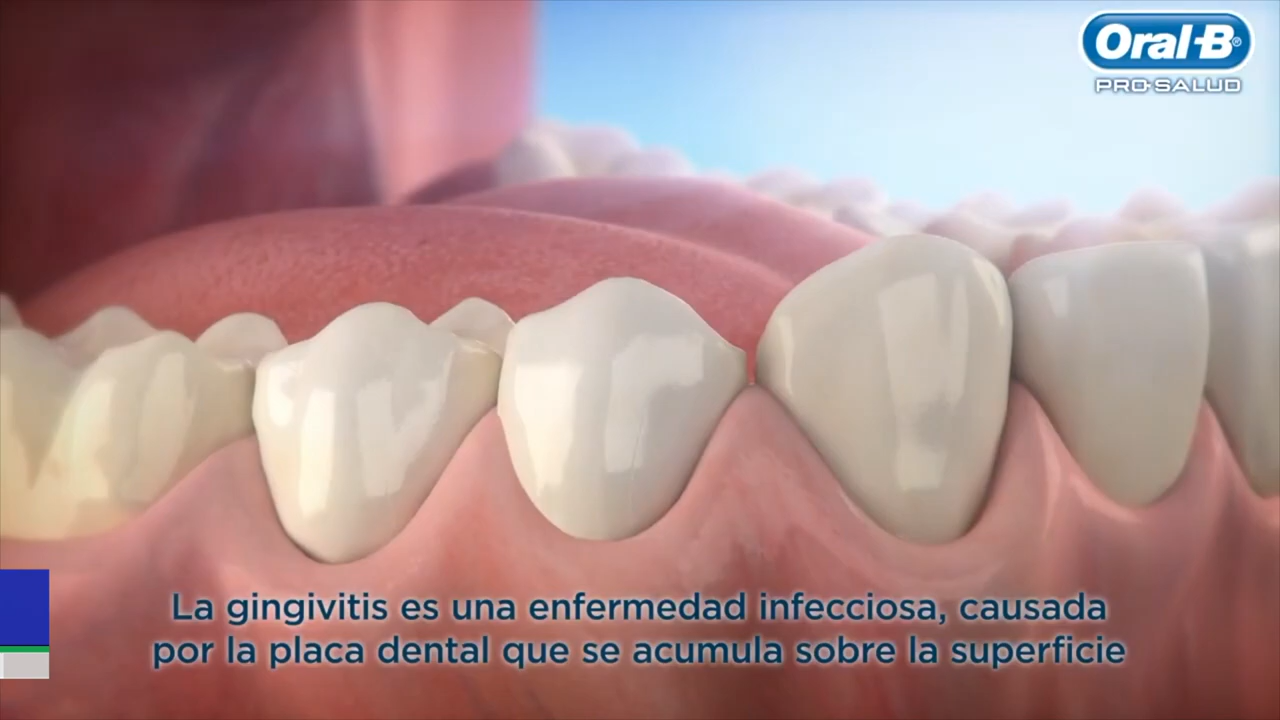 Oral-B
PRO-SALUD
La gingivitis es una enfermedad infecciosa, causada
por la placa dental que se acumula sobre la superficie